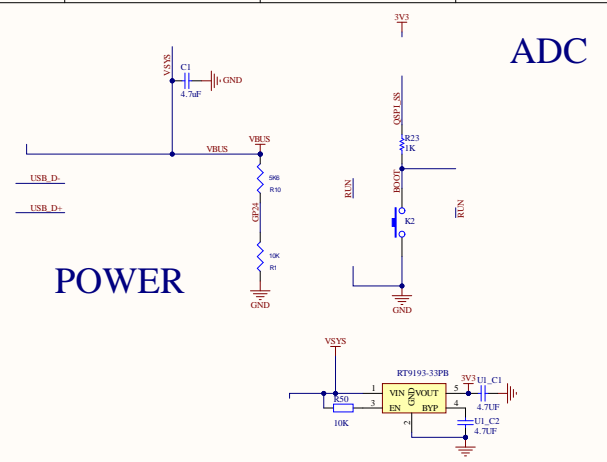 3V3
ADC
VSYS
C1
GND
4.7uF
QSPI_SS
R23
1K
VBUS
VBUS
USB_D-
5K6
R10
RUN
BOOT
USB_D+
GP24
K2
RUN
10K
R1
POWER
GND
GND
VSYS
RT9193-33PB
3V3
U1_C1
1
VIN
GND
VOUT
5
R50
3
EN
BYP
4
4.7UF
10K
2
U1_C2
4.7UF